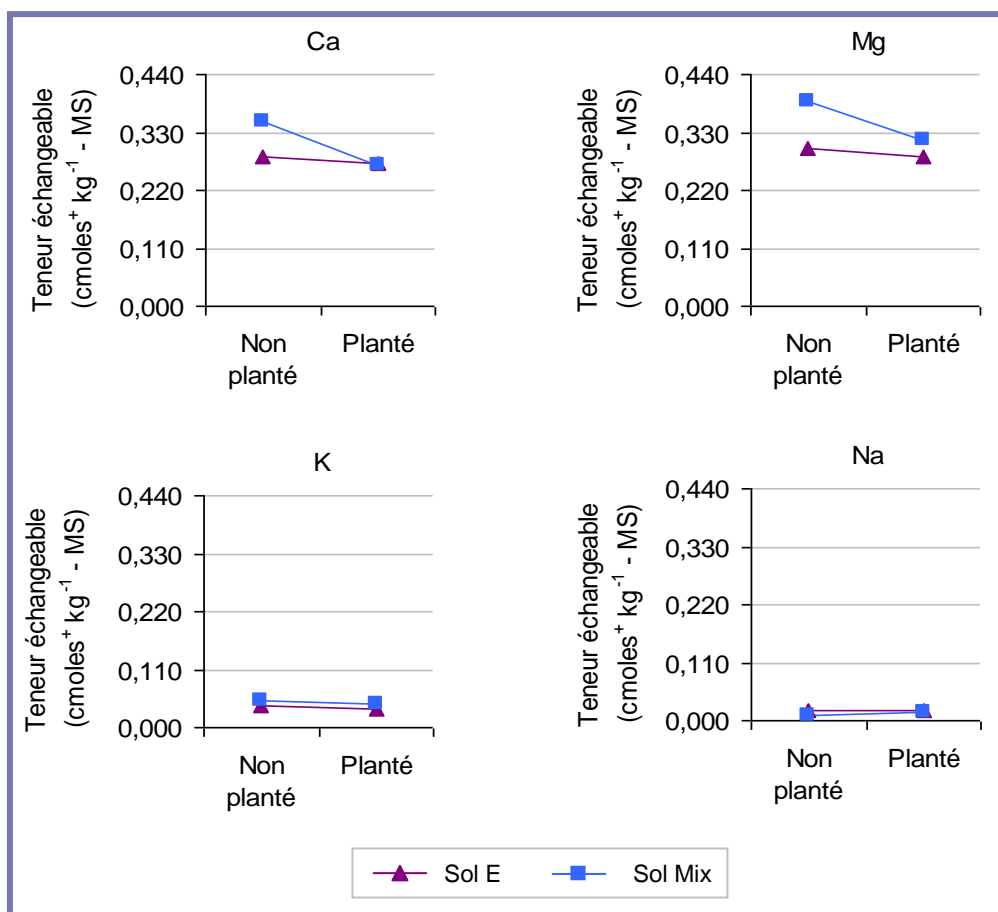 Ca
Teneur échangeable
(cmoles⁺ kg⁻¹ - MS)
0,440
0,330
0,220
0,110
0,000
Non planté
Planté
Mg
Teneur échangeable
(cmoles⁺ kg⁻¹ - MS)
0,440
0,330
0,220
0,110
0,000
Non planté
Planté
K
Teneur échangeable
(cmoles⁺ kg⁻¹ - MS)
0,440
0,330
0,220
0,110
0,000
Non planté
Planté
Na
Teneur échangeable
(cmoles⁺ kg⁻¹ - MS)
0,440
0,330
0,220
0,110
0,000
Non planté
Planté
Sol E
Sol Mix